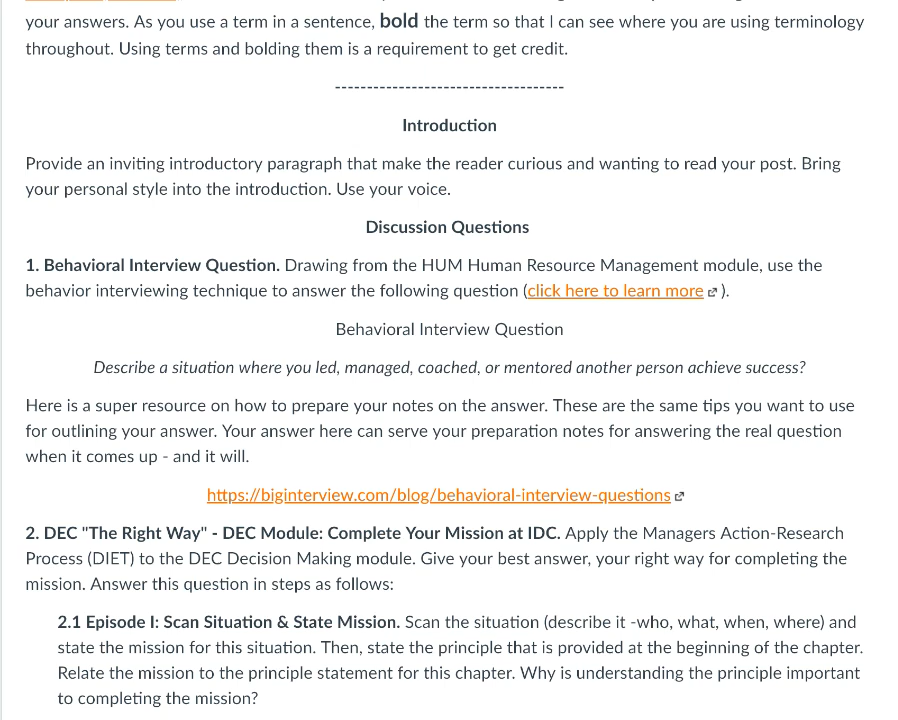 your answers. As you use a term in a sentence, bold the term so that I can see where you are using terminology
throughout. Using terms and bolding them is a requirement to get credit.
------------------------------------
Introduction
Provide an inviting introductory paragraph that make the reader curious and wanting to read your post. Bring
your personal style into the introduction. Use your voice.
Discussion Questions
1. Behavioral Interview Question. Drawing from the HUM Human Resource Management module, use the
behavior interviewing technique to answer the following question (click here to learn more ).
Behavioral Interview Question
Describe a situation where you led, managed, coached, or mentored another person achieve success?
Here is a super resource on how to prepare your notes on the answer. These are the same tips you want to use
for outlining your answer. Your answer here can serve your preparation notes for answering the real question
when it comes up - and it will.
https://biginterview.com/blog/behavioral-interview-questions
2. DEC "The Right Way" - DEC Module: Complete Your Mission at IDC. Apply the Managers Action-Research
Process (DIET) to the DEC Decision Making module. Give your best answer, your right way for completing the
mission. Answer this question in steps as follows:
2.1 Episode I: Scan Situation & State Mission. Scan the situation (describe it -who, what, when, where) and
state the mission for this situation. Then, state the principle that is provided at the beginning of the chapter.
Relate the mission to the principle statement for this chapter. Why is understanding the principle important
to completing the mission?